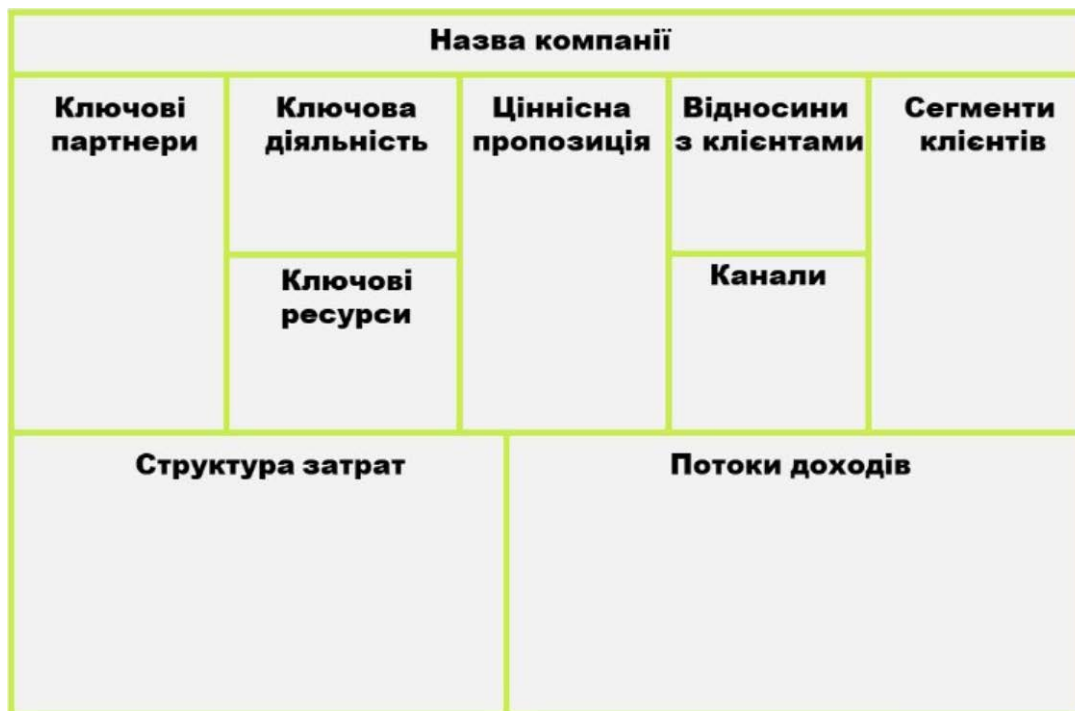 Назва компанії
Ключові
партнери
Ключова
діяльність
Ключові
ресурси
Ціннісна
пропозиція
Відносини
з клієнтами
Канали
Сегменти
клієнтів
Структура затрат
Потоки доходів